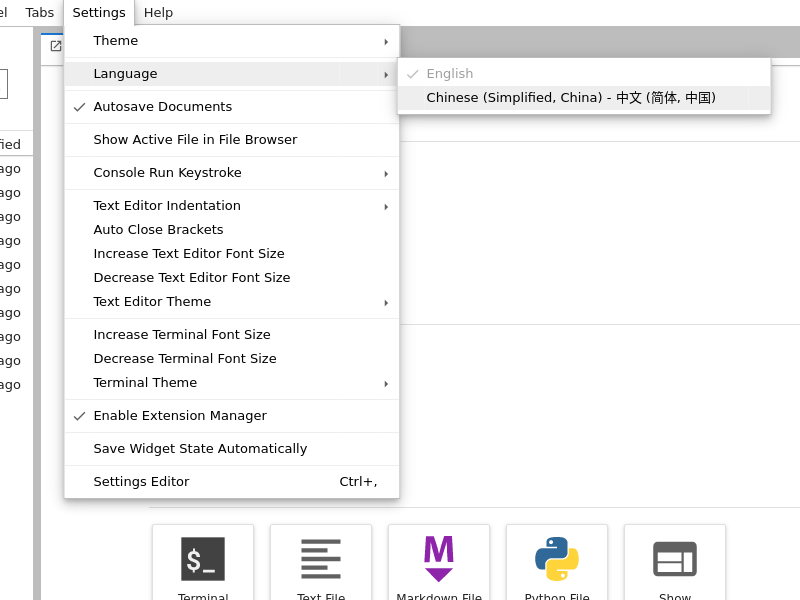 el Tabs Settings Help
Theme
Language
English
Chinese (Simplified, China) - 中文 (简体, 中国)
Autosave Documents
Show Active File in File Browser
Console Run Keystroke
Text Editor Indentation
Auto Close Brackets
Increase Text Editor Font Size
Decrease Text Editor Font Size
Text Editor Theme
Increase Terminal Font Size
Decrease Terminal Font Size
Terminal Theme
Enable Extension Manager
Save Widget State Automatically
Settings Editor Ctrl+,
fied
ago
ago
ago
ago
ago
ago
ago
ago
ago
ago
$_
M
Terminal
Text File
Markdown File
Python File
Show